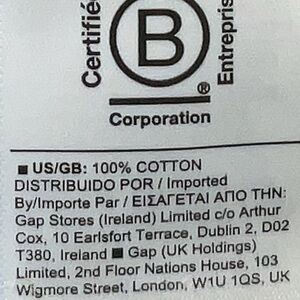 Certifié
B
Entrepris
®
Corporation
■ US/GB: 100% COTTON
DISTRIBUIDO POR / Imported
By/Importe Par / ΕΙΣΑΓΕΤΑΙ ΑΠΟ ΤΗΝ:
Gap Stores (Ireland) Limited c/o Arthur
Cox, 10 Earlsfort Terrace, Dublin 2, D02
T380, Ireland ■ Gap (UK Holdings)
Limited, 2nd Floor Nations House, 103
Wigmore Street, London, W1U 1QS, UK